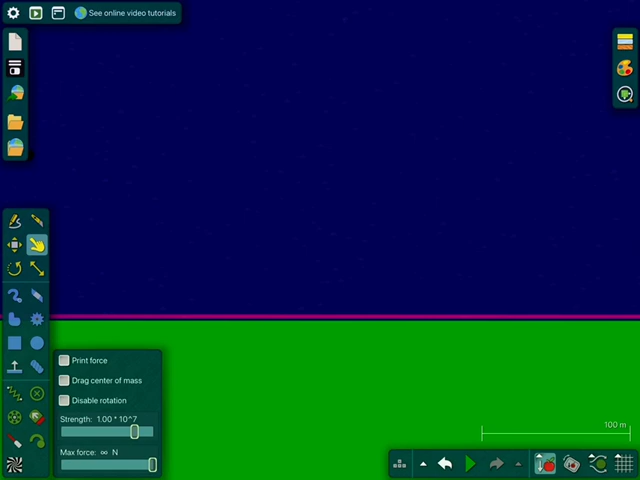 See online video tutorials
Print force
Drag center of mass
Disable rotation
Strength: 1.00 * 10^7
Max force: ∞ N
100 m